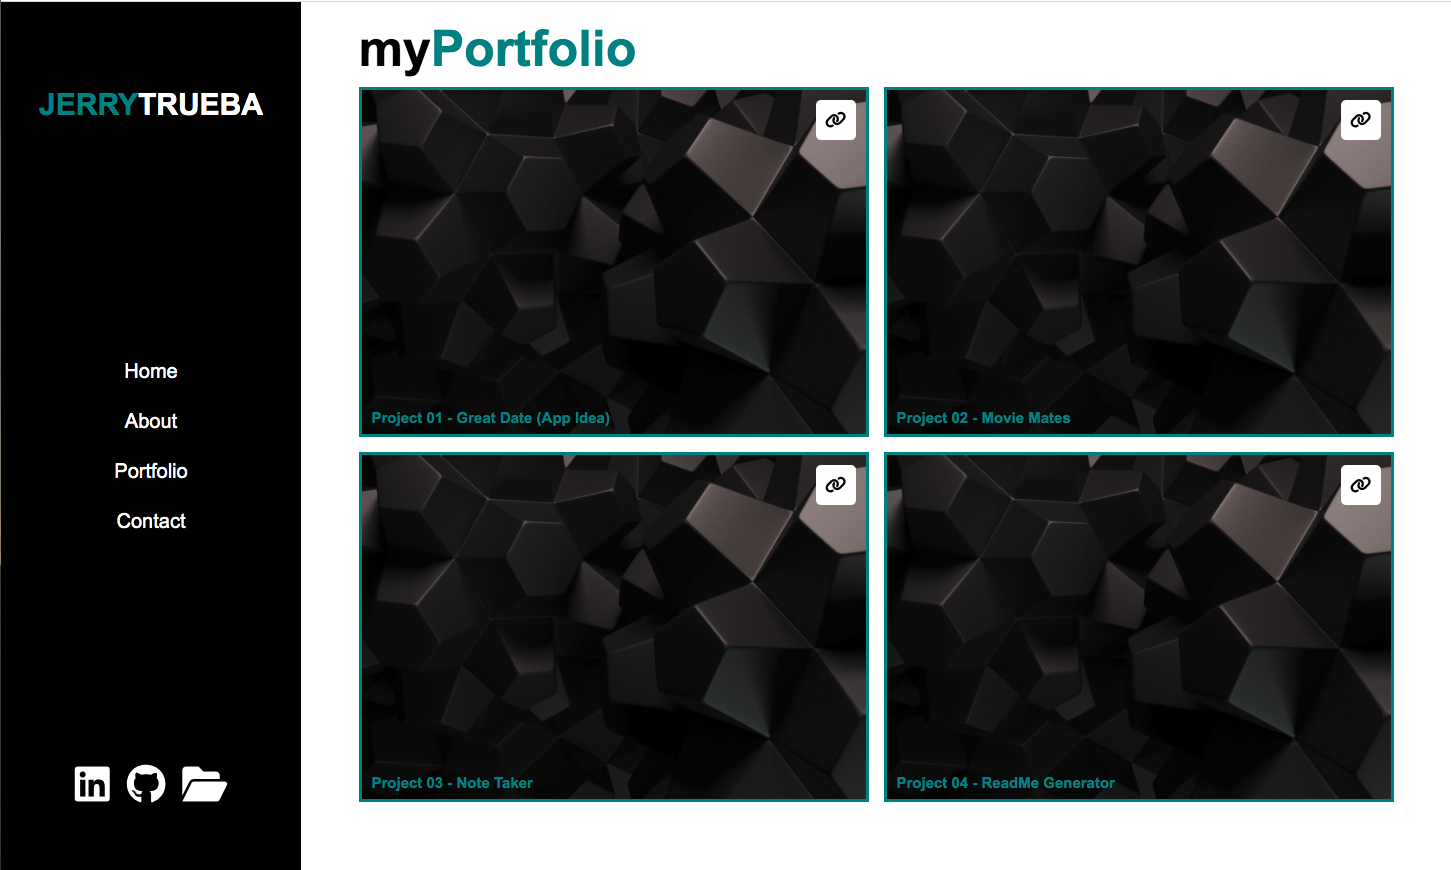 JERRYTRUEBA
Home
About
Portfolio
Contact
in
myPortfolio
Project 01 - Great Date (App Idea)
Project 02 - Movie Mates
Project 03 - Note Taker
Project 04 - ReadMe Generator